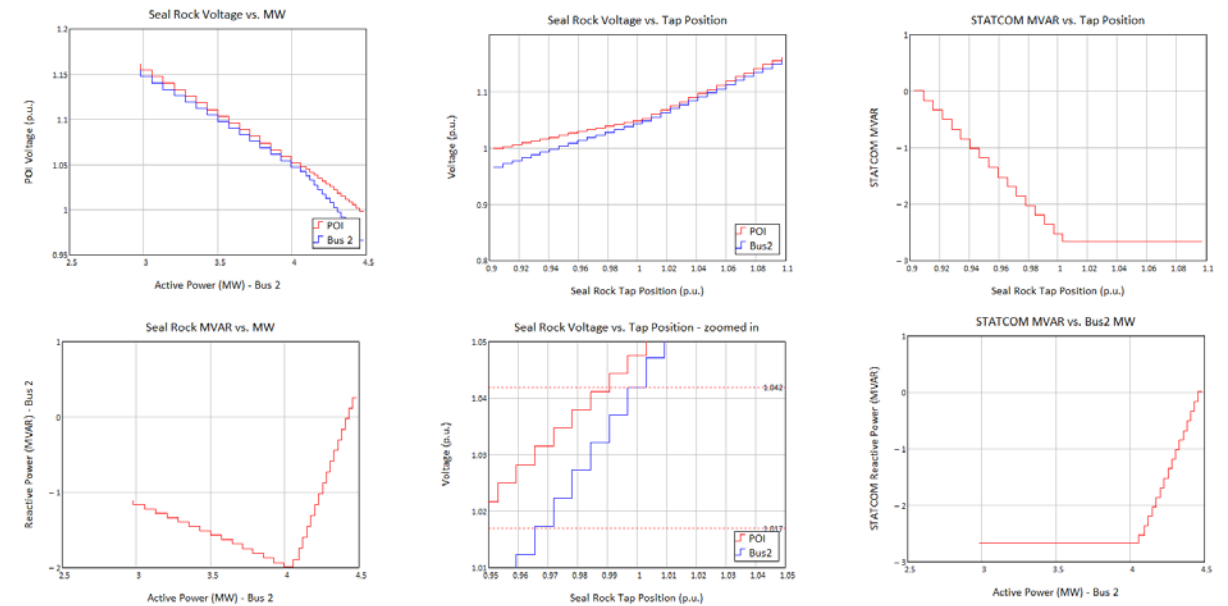 Seal Rock Voltage vs. MW
1.2
1.15
1.1
1.05
1
0.95
2.5 3 3.5 4 4.5
POI Voltage (p.u.)
Active Power (MW) - Bus 2
POI
Bus 2
Seal Rock Voltage vs. Tap Position
1.1
1
0.9
0.8
0.9 0.92 0.94 0.96 0.98 1 1.02 1.04 1.06 1.08 1.1
Voltage (p.u.)
Seal Rock Tap Position (p.u.)
POI
Bus2
STATCOM MVAR vs. Tap Position
1
0
-1
-2
-3
0.9 0.92 0.94 0.96 0.98 1 1.02 1.04 1.06 1.08 1.1
STATCOM MVAR
Seal Rock Tap Position (p.u.)
Seal Rock MVAR vs. MW
1
0
-1
-2
2.5 3 3.5 4 4.5
Reactive Power (MVAR) - Bus 2
Active Power (MW) - Bus 2
Seal Rock Voltage vs. Tap Position - zoomed in
1.05
1.04
1.03
1.02
1.01
0.95 0.96 0.97 0.98 0.99 1 1.01 1.02 1.03 1.04 1.05
1.042
1.017
Voltage (p.u.)
Seal Rock Tap Position (p.u.)
POI
Bus2
STATCOM MVAR vs. Bus2 MW
1
0
-1
-2
-3
2.5 3 3.5 4 4.5
STATCOM Reactive Power (MVAR)
Active Power (MW) - Bus 2